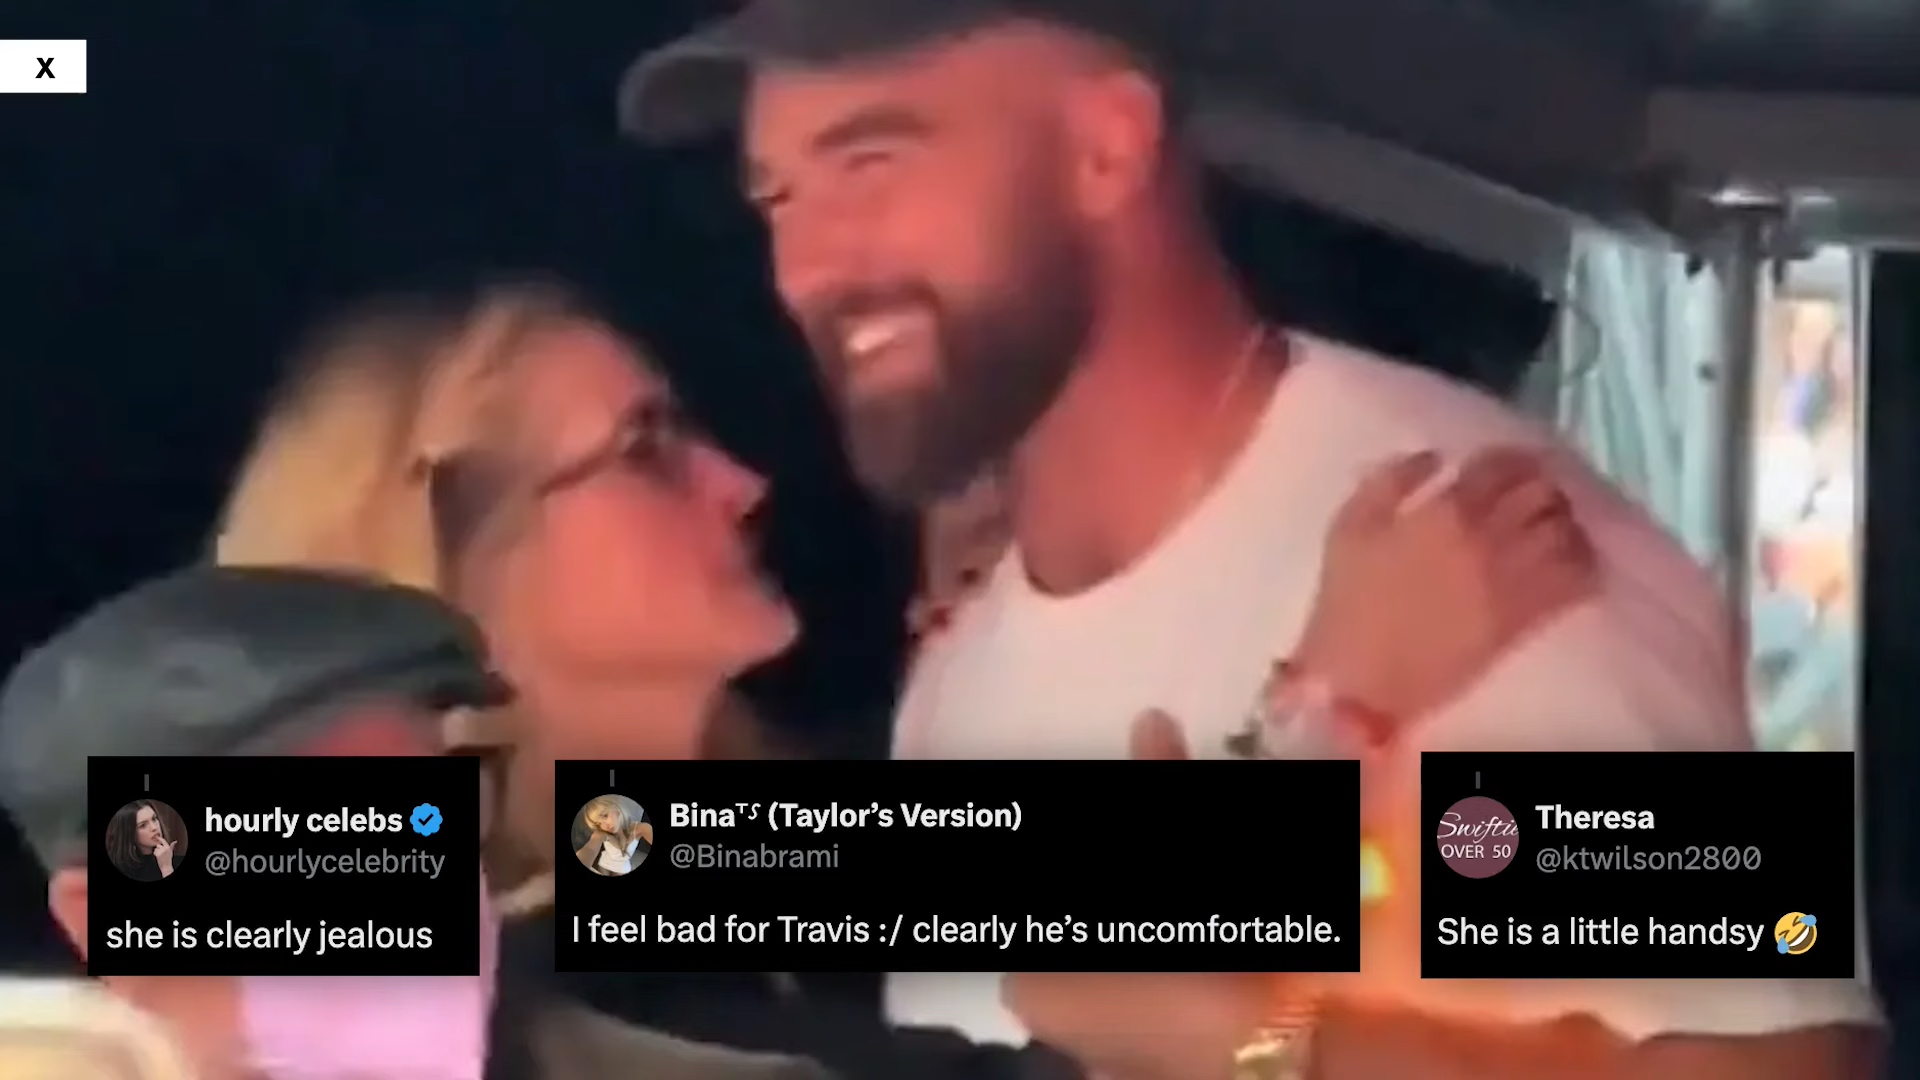 X
hourly celebs
@hourlycelebrity
she is clearly jealous
Binaᵀˢ (Taylor’s Version)
@Binabrami
I feel bad for Travis :/ clearly he’s uncomfortable.
Swiftie
OVER 50
Theresa
@ktwilson2800
She is a little handsy 🤣